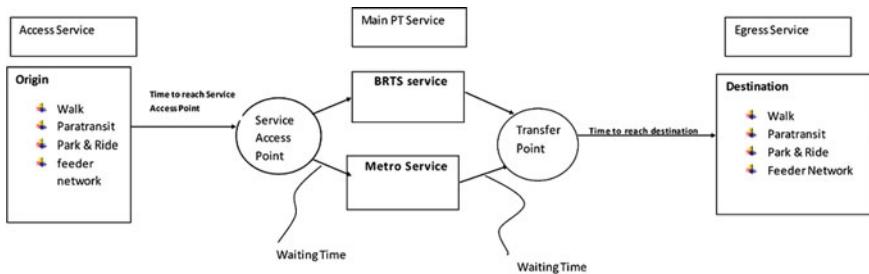 Access Service
Main PT Service
Egress Service
Origin
Walk
Paratransit
Park & Ride
feeder
network
Time to reach Service
Access Point
Service
Access
Point
BRTS service
Metro Service
Waiting Time
Transfer
Point
Waiting Time
Time to reach destination
Destination
Walk
Paratransit
Park & Ride
Feeder Network